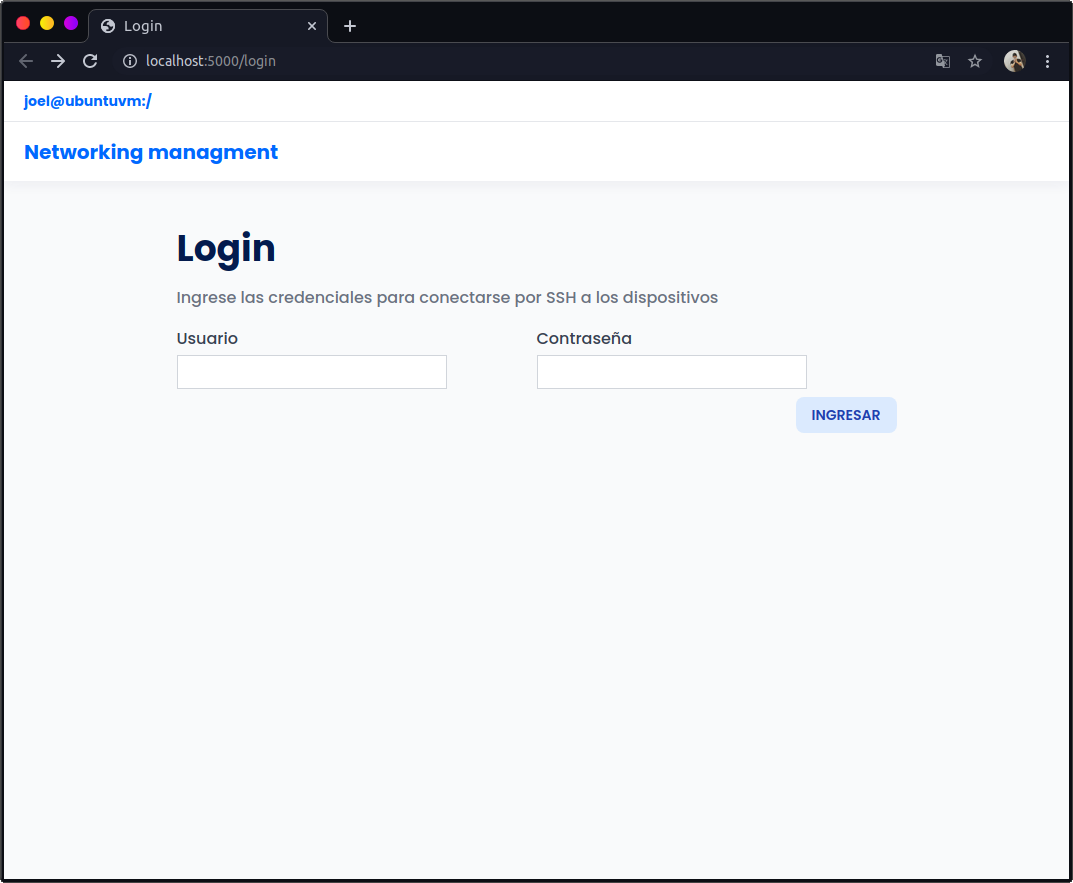 Login
localhost:5000/login
joel@ubuntuvm:/
Networking managment
Login
Ingrese las credenciales para conectarse por SSH a los dispositivos
Usuario Contraseña
INGRESAR